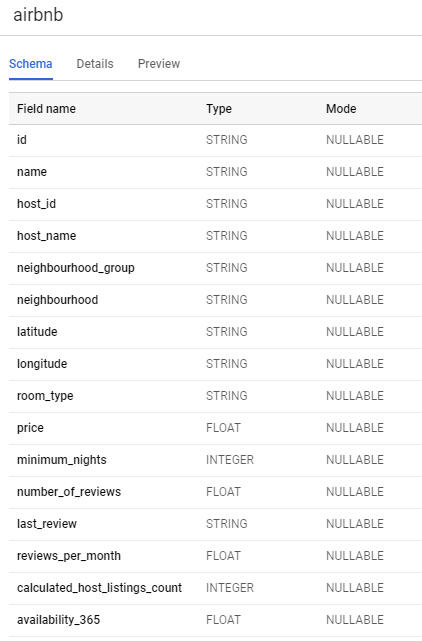 airbnb
Schema Details Preview
Field name Type Mode
id STRING NULLABLE
name STRING NULLABLE
host_id STRING NULLABLE
host_name STRING NULLABLE
neighbourhood_group STRING NULLABLE
neighbourhood STRING NULLABLE
latitude STRING NULLABLE
longitude STRING NULLABLE
room_type STRING NULLABLE
price FLOAT NULLABLE
minimum_nights INTEGER NULLABLE
number_of_reviews FLOAT NULLABLE
last_review STRING NULLABLE
reviews_per_month FLOAT NULLABLE
calculated_host_listings_count INTEGER NULLABLE
availability_365 FLOAT NULLABLE